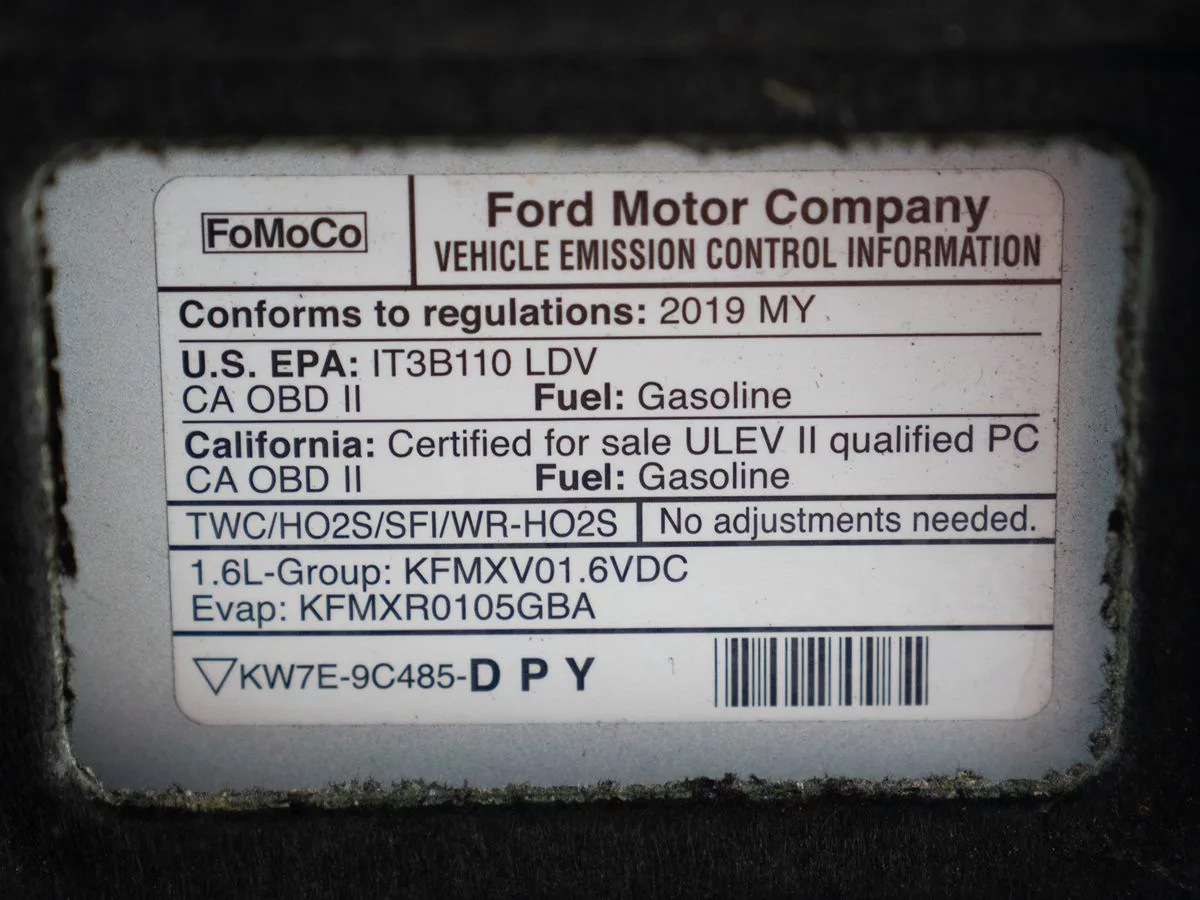 FoMoCo
Ford Motor Company
VEHICLE EMISSION CONTROL INFORMATION
Conforms to regulations: 2019 MY
U.S. EPA: IT3B110 LDV
CA OBD II Fuel: Gasoline
California: Certified for sale ULEV II qualified PC
CA OBD II Fuel: Gasoline
TWC/HO2S/SFI/WR-HO2S No adjustments needed.
1.6L-Group: KFMXV01.6VDC
Evap: KFMXR0105GBA
▽KW7E-9C485-D P Y